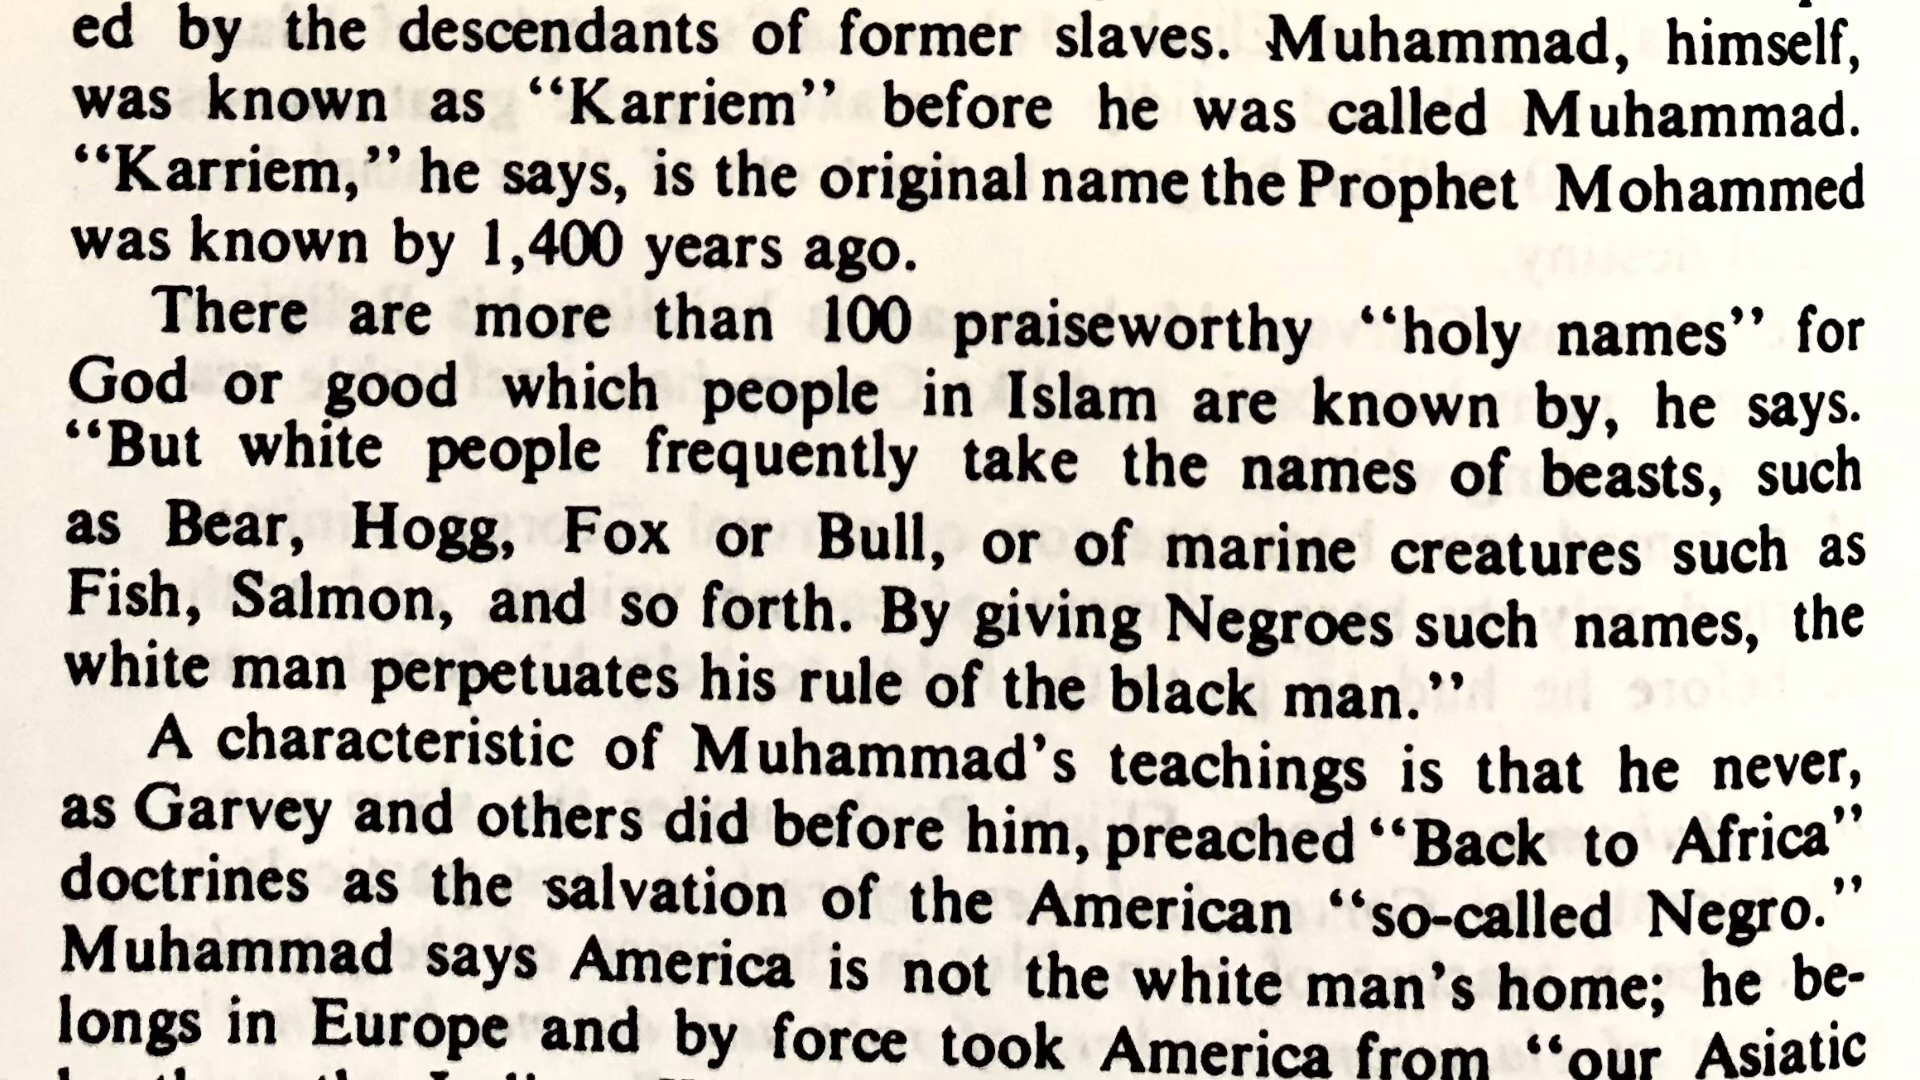 ed by the descendants of former slaves. Muhammad, himself,
was known as “Karriem” before he was called Muhammad.
“Karriem,” he says, is the original name the Prophet Mohammed
was known by 1,400 years ago.
There are more than 100 praiseworthy “holy names” for
God or good which people in Islam are known by, he says.
“But white people frequently take the names of beasts, such
as Bear, Hogg, Fox or Bull, or of marine creatures such as
Fish, Salmon, and so forth. By giving Negroes such names, the
white man perpetuates his rule of the black man.”
A characteristic of Muhammad’s teachings is that he never,
as Garvey and others did before him, preached “Back to Africa”
doctrines as the salvation of the American “so-called Negro.”
Muhammad says America is not the white man’s home; he be-
longs in Europe and by force took America from “our Asiatic